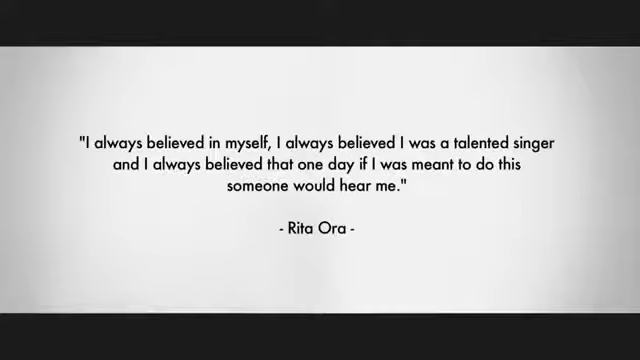 "I always believed in myself, I always believed I was a talented singer
and I always believed that one day if I was meant to do this
someone would hear me."
- Rita Ora -